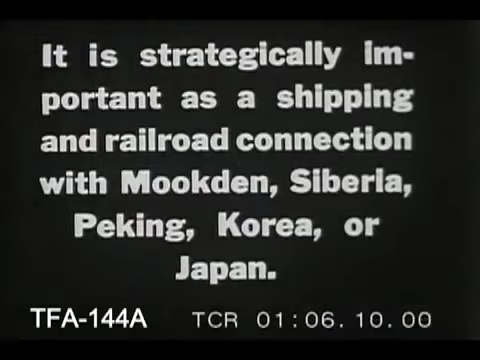 It is strategically im-
portant as a shipping
and railroad connection
with Mookden, Siberia,
Peking, Korea, or
Japan.
TFA-144A TCR 01:06.10.00